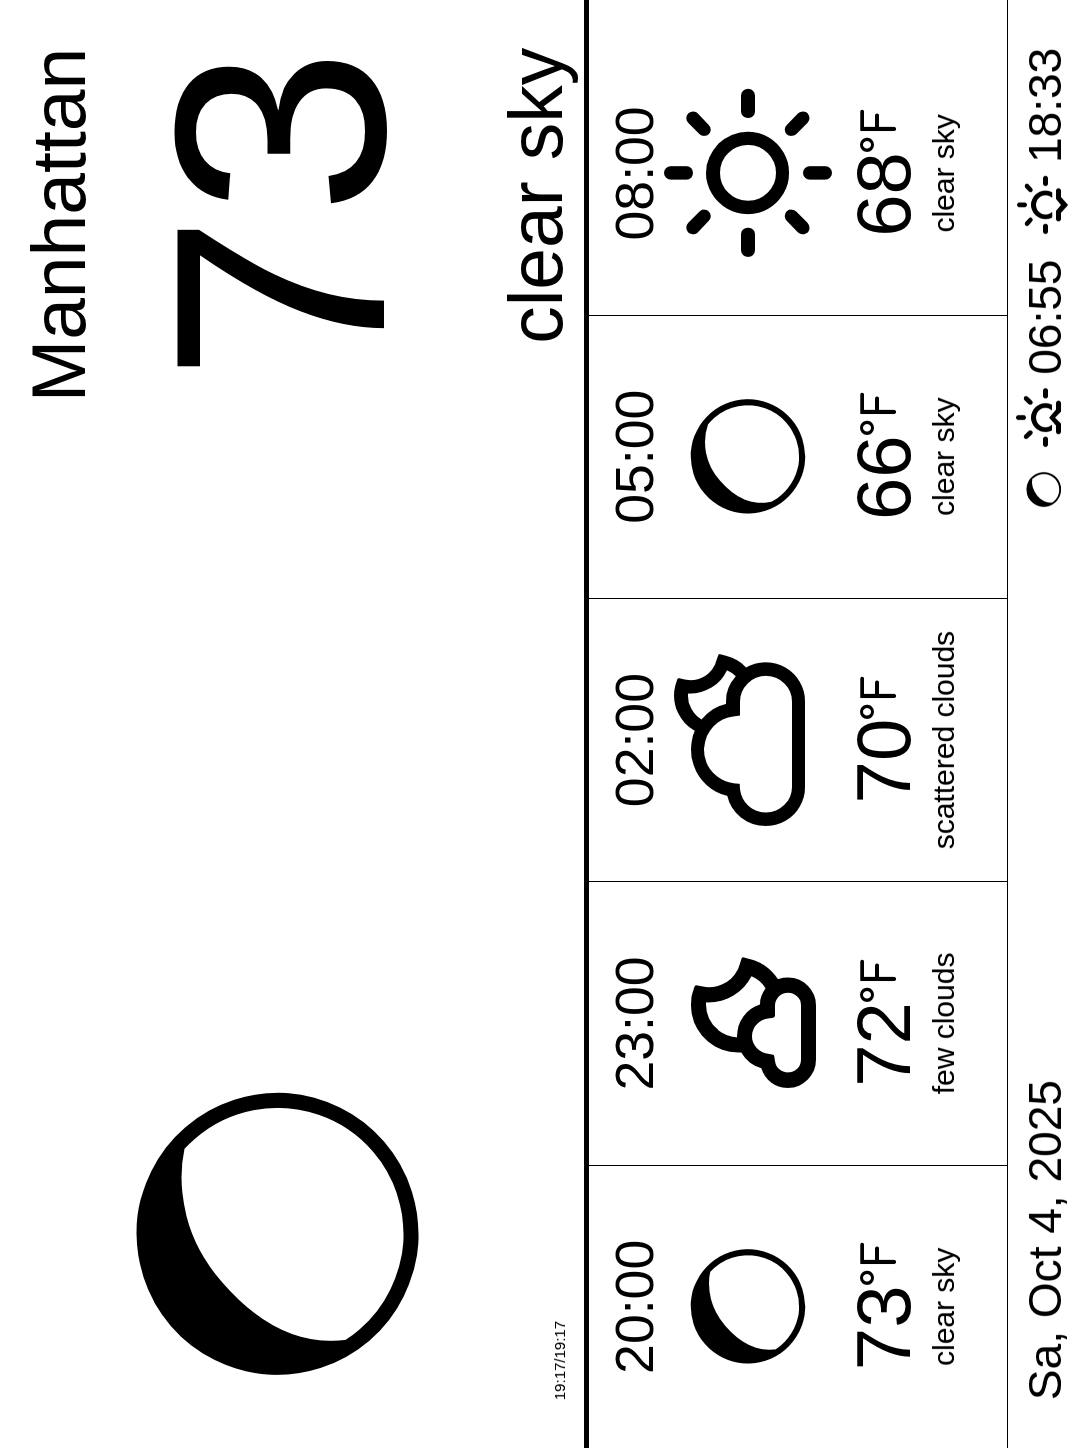 Manhattan
73
clear sky
19:17/19:17
20:00
73°F
clear sky
23:00
72°F
few clouds
02:00
70°F
scattered clouds
05:00
66°F
clear sky
08:00
68°F
clear sky
Sa, Oct 4, 2025
06:55
18:33